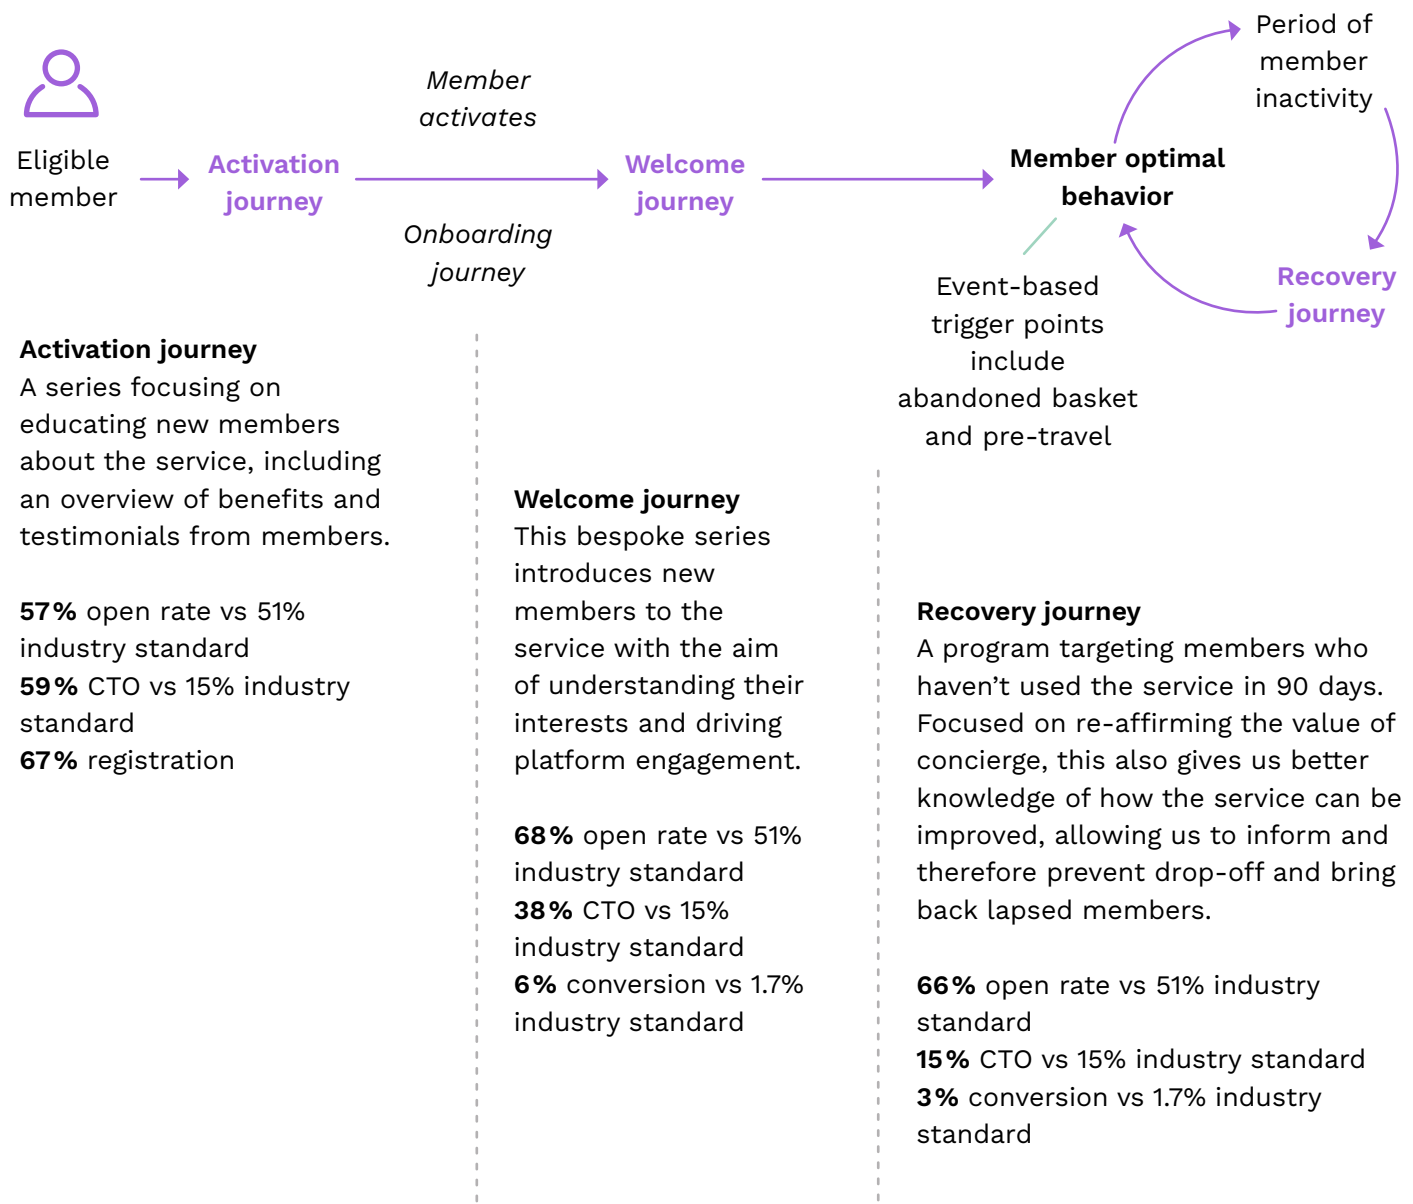 Eligible
member
Activation
journey
Member
activates
Onboarding
journey
Welcome
journey
Member optimal
behavior
Period of
member
inactivity
Recovery
journey
Event-based
trigger points
include
abandoned basket
and pre-travel
Activation journey
A series focusing on
educating new members
about the service, including
an overview of benefits and
testimonials from members.
57% open rate vs 51%
industry standard
59% CTO vs 15% industry
standard
67% registration
Welcome journey
This bespoke series
introduces new
members to the
service with the aim
of understanding their
interests and driving
platform engagement.
68% open rate vs 51%
industry standard
38% CTO vs 15%
industry standard
6% conversion vs 1.7%
industry standard
Recovery journey
A program targeting members who
haven’t used the service in 90 days.
Focused on re-affirming the value of
concierge, this also gives us better
knowledge of how the service can be
improved, allowing us to inform and
therefore prevent drop-off and bring
back lapsed members.
66% open rate vs 51% industry
standard
15% CTO vs 15% industry standard
3% conversion vs 1.7% industry
standard